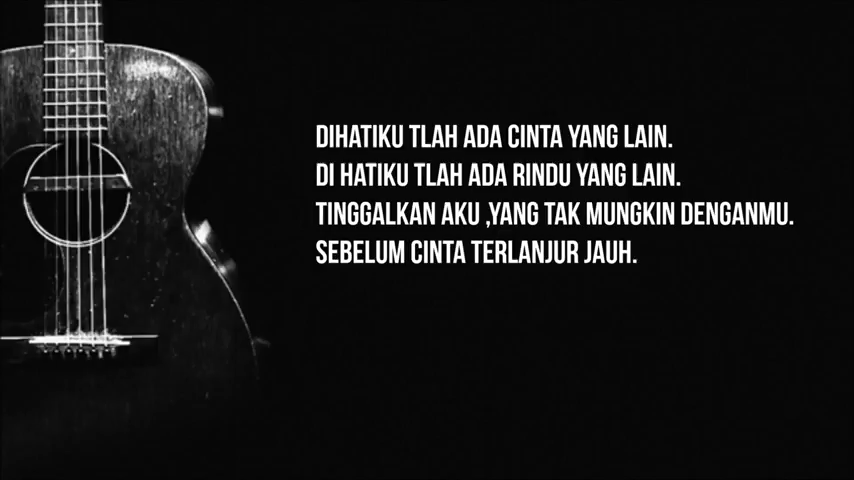 DIHATIKU TLAH ADA CINTA YANG LAIN.
DI HATIKU TLAH ADA RINDU YANG LAIN.
TINGGALKAN AKU ,YANG TAK MUNGKIN DENGANMU.
SEBELUM CINTA TERLANJUR JAUH.